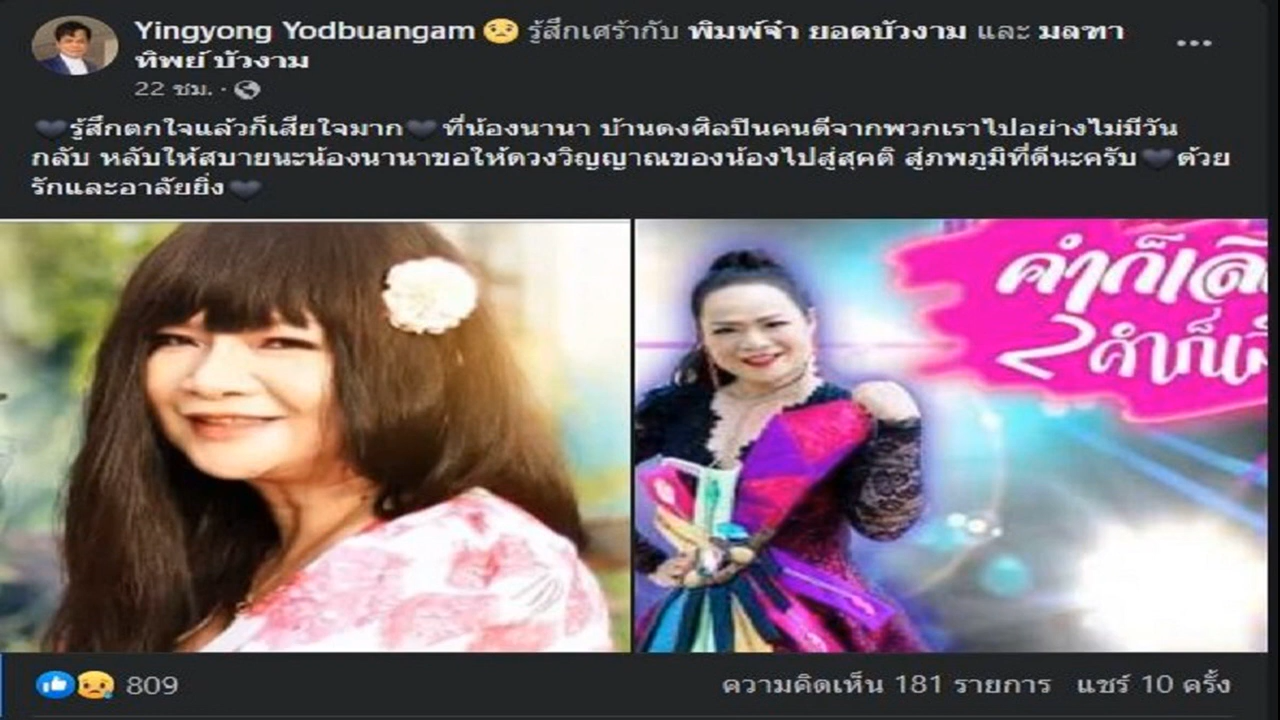 Yingyong Yodbuangam 😟 รู้สึกเศร้ากับ พิมพ์จำ ยอดบัวงาม และ มลฑา
ทิพย์ บัวงาม
22 ชม. ·
🖤รู้สึกตกใจแล้วก็เสียใจมาก🖤 ที่น้องนานา บ้านดงศิลปินคนดีจากพวกเราไปอย่างไม่มีวัน
กลับ หลับให้สบายนะน้องนานาขอให้ดวงวิญญาณของน้องไปสู่สุคติ สู่ภพภูมิที่ดีนะครับ🖤ด้วย
รักและอาลัยยิ่ง🖤
คำก็เลิ
2คำก็เ
809
ความคิดเห็น 181 รายการ แชร์ 10 ครั้ง